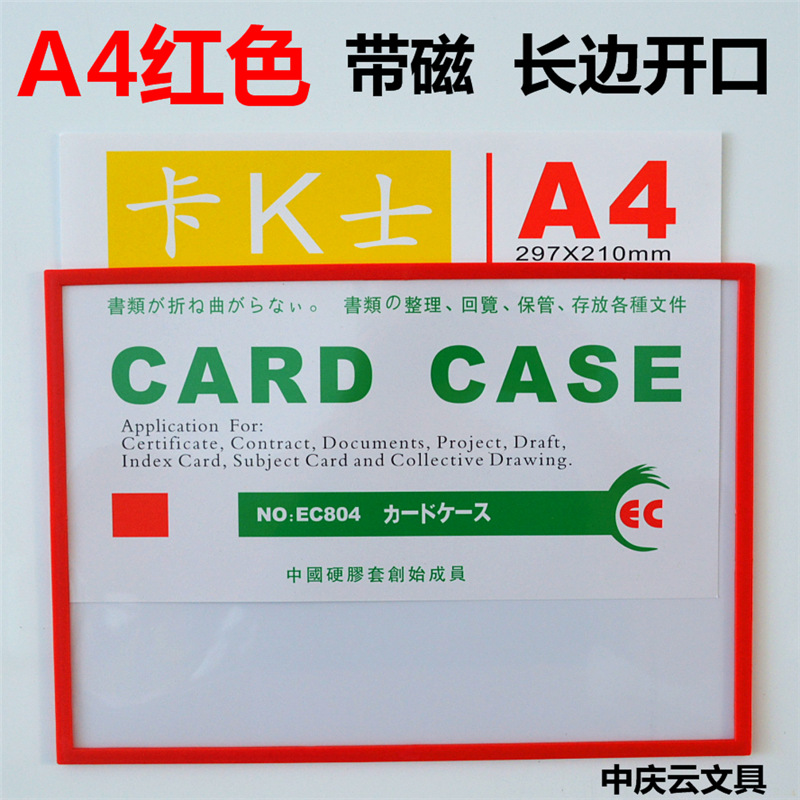 A4红色 带磁 长边开口
卡K士
A4
297X210mm
書類が折ね曲がらない。 書類の整理、回覽、保管、存放各種文件
CARD CASE
Application For:
Certificate, Contract, Documents, Project, Draft,
Index Card, Subject Card and Collective Drawing.
NO:EC804 カードケース
EC
中國硬膠套創始成員
中庆云文具